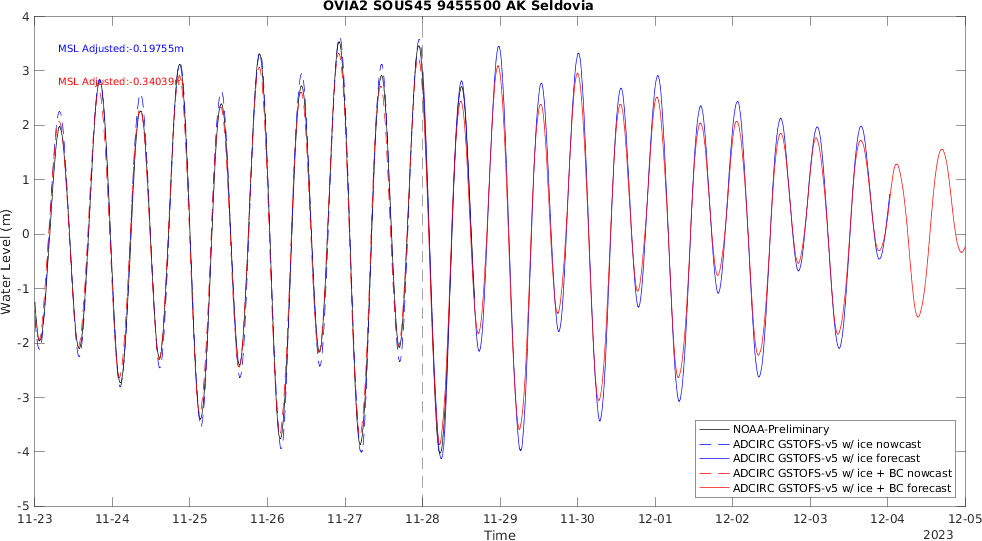 OVIA2 SOUS45 9455500 AK Seldovia
MSL Adjusted:-0.19755m
MSL Adjusted:-0.34039m
Water Level (m)
4
3
2
1
0
-1
-2
-3
-4
-5
NOAA-Preliminary
ADCIRC GSTOFS-v5 w/ ice nowcast
ADCIRC GSTOFS-v5 w/ ice forecast
ADCIRC GSTOFS-v5 w/ ice + BC nowcast
ADCIRC GSTOFS-v5 w/ ice + BC forecast
11-23 11-24 11-25 11-26 11-27 11-28 11-29 11-30 12-01 12-02 12-03 12-04 12-05
Time
2023